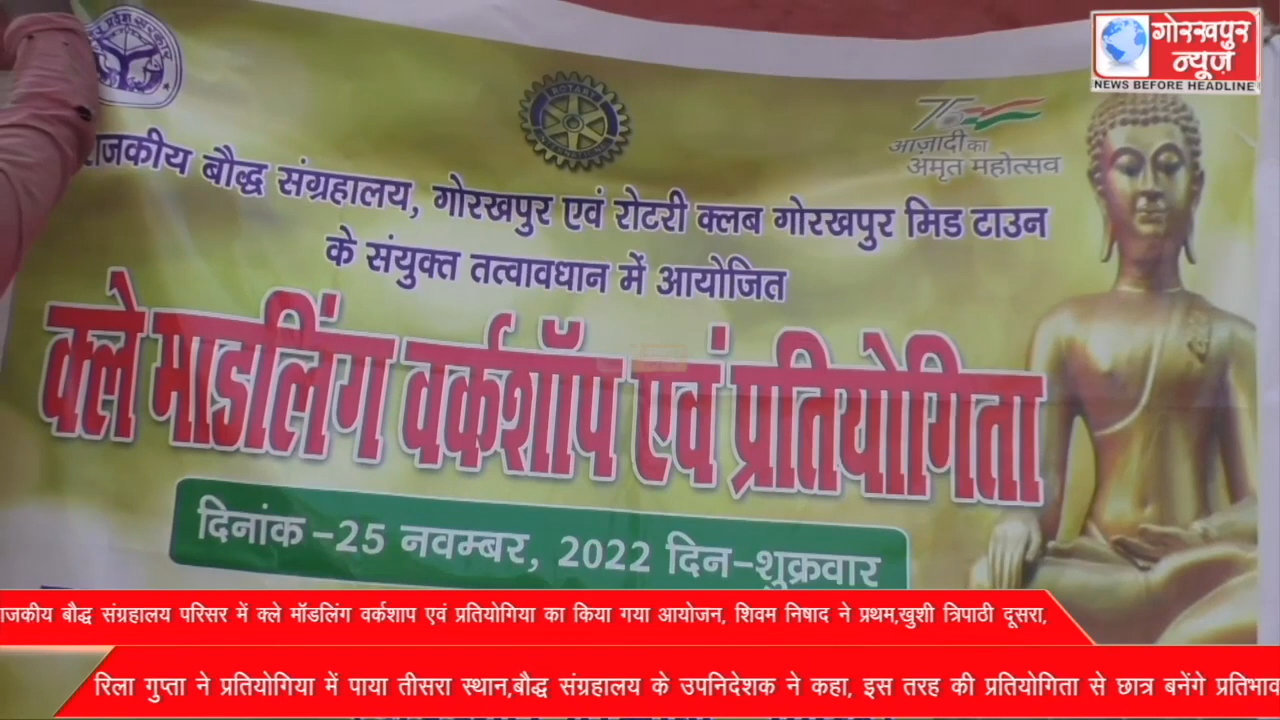 गोरखपुर
न्यूज़
NEWS BEFORE HEADLINE
ROTARY
INTERNATIONAL
आज़ादी का
अमृत महोत्सव
राजकीय बौद्ध संग्रहालय, गोरखपुर एवं रोटरी क्लब गोरखपुर मिड टाउन
के संयुक्त तत्वावधान में आयोजित
क्ले माडलिंग वर्कशॉप एवं प्रतियोगिता
दिनांक -25 नवम्बर, 2022 दिन-शुक्रवार
ाजकीय बौद्ध संग्रहालय परिसर में क्ले मॉडलिंग वर्कशाप एवं प्रतियोगिया का किया गया आयोजन, शिवम निषाद ने प्रथम,खुशी त्रिपाठी दूसरा,
रिला गुप्ता ने प्रतियोगिया में पाया तीसरा स्थान,बौद्ध संग्रहालय के उपनिदेशक ने कहा, इस तरह की प्रतियोगिता से छात्र बनेंगे प्रतिभाव